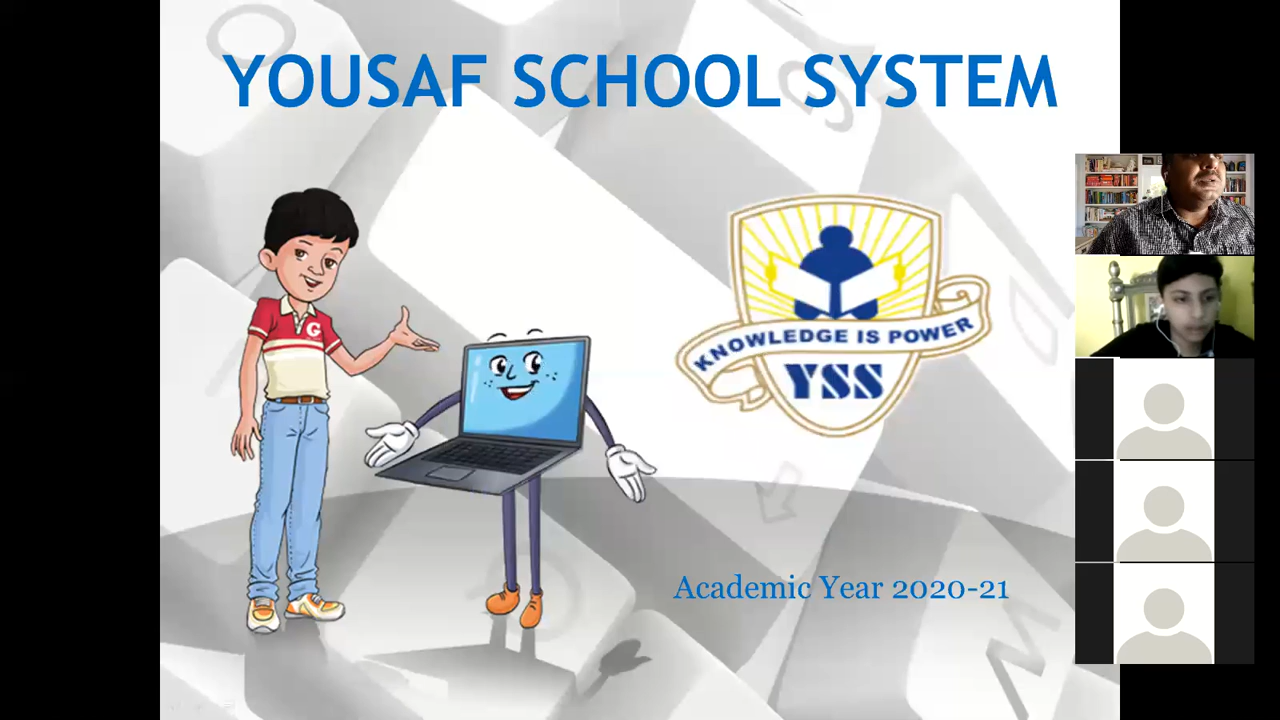 YOUSAF SCHOOL SYSTEM
G
KNOWLEDGE IS POWER
YSS
Academic Year 2020-21